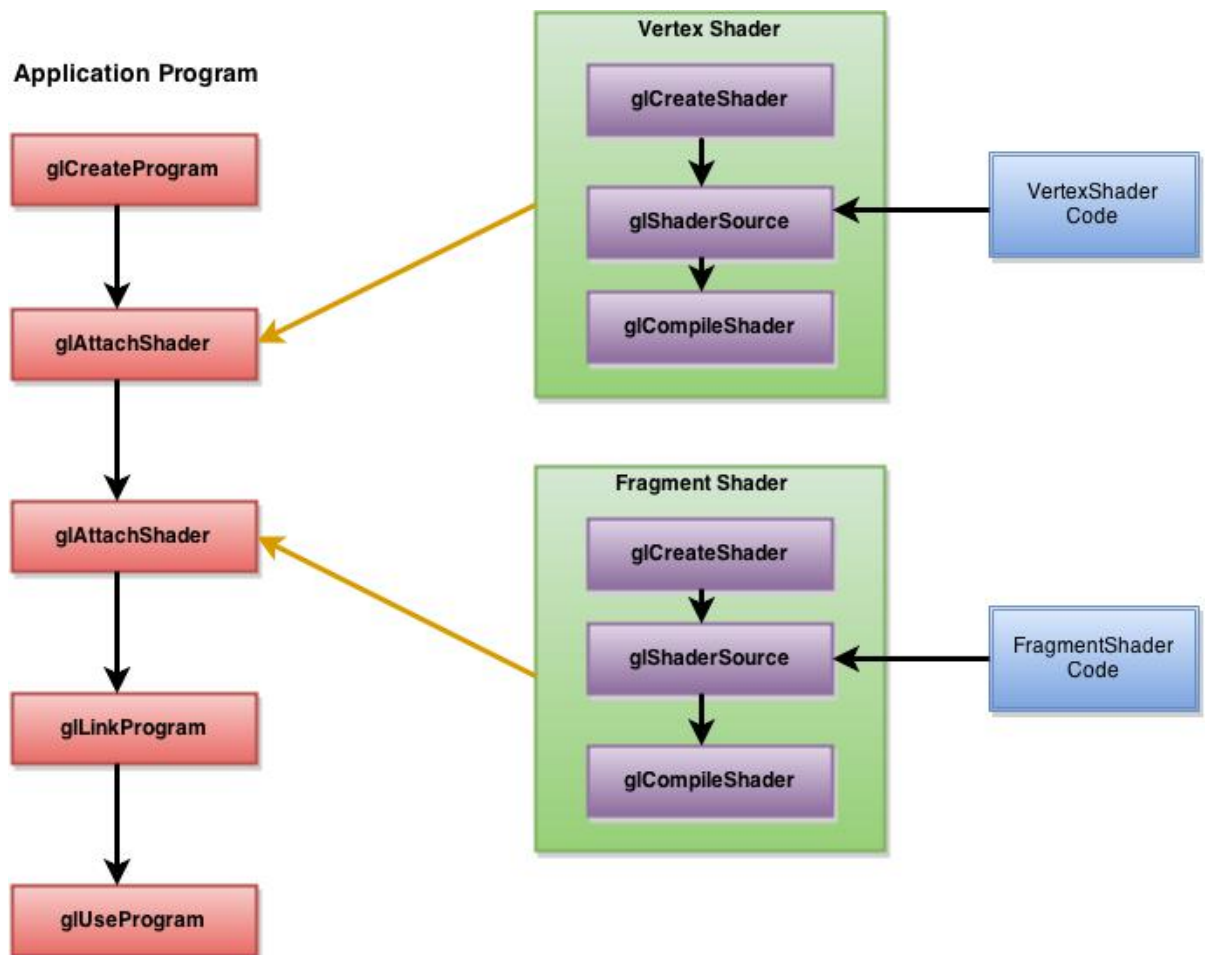 Application Program
glCreateProgram
glAttachShader
glAttachShader
glLinkProgram
glUseProgram
Vertex Shader
glCreateShader
glShaderSource
glCompileShader
VertexShader
Code
Fragment Shader
glCreateShader
glShaderSource
glCompileShader
FragmentShader
Code